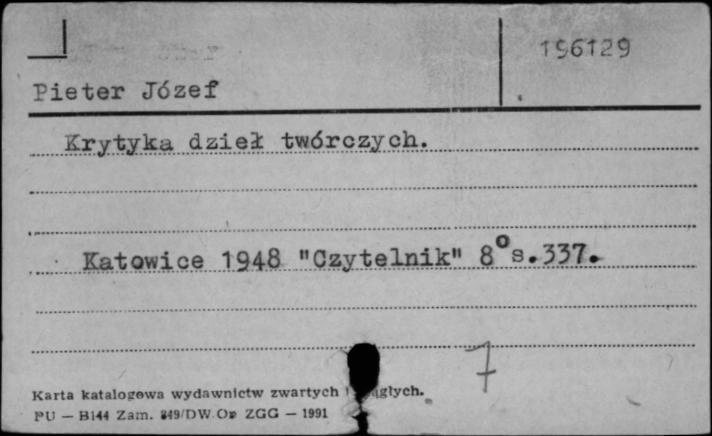 196129
Pieter Józef
Krytyka dzieł twórczych.
Katowice 1948 "Czytelnik" 8° s.337.
7
Karta katalogowa wydawnictw zwartych
PU — B144 Zam. 849/DW.Op ZGG — 1991